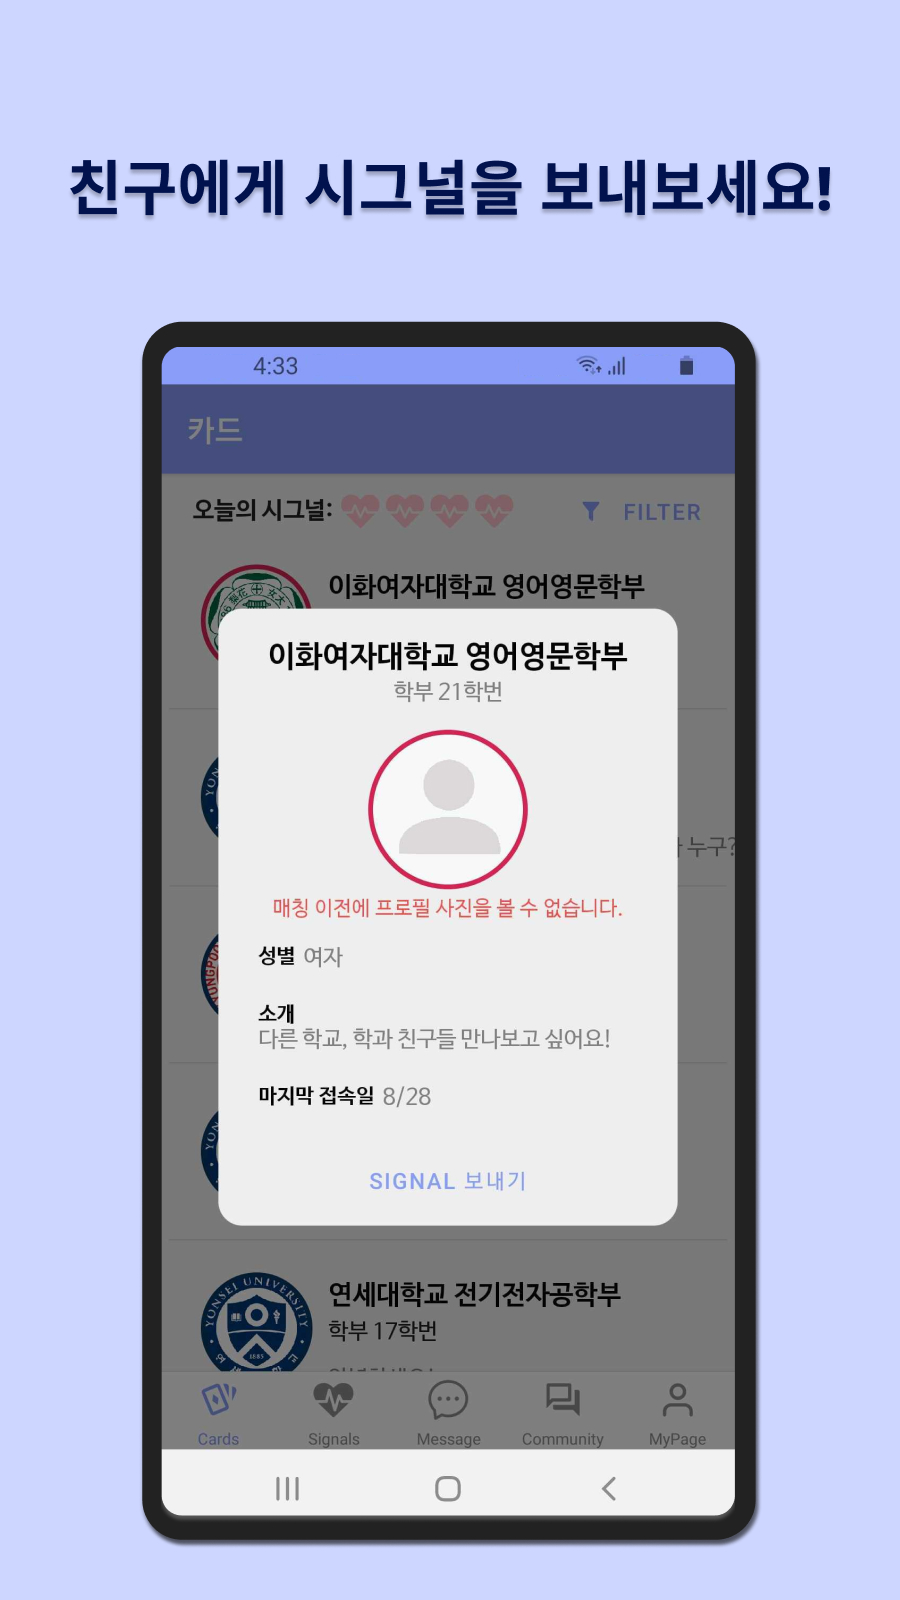 친구에게 시그널을 보내보세요!
4:33
카드
오늘의 시그널:
FILTER
이화여자대학교 영어영문학부
이화여자대학교 영어영문학부
학부 21학번
누구?
매칭 이전에 프로필 사진을 볼 수 없습니다.
성별 여자
소개
다른 학교, 학과 친구들 만나보고 싶어요!
마지막 접속일 8/28
SIGNAL 보내기
YONSEI UNIVERSITY
1885
연세대학교 전기전자공학부
학부 17학번
Cards
Signals
Message
Community
MyPage